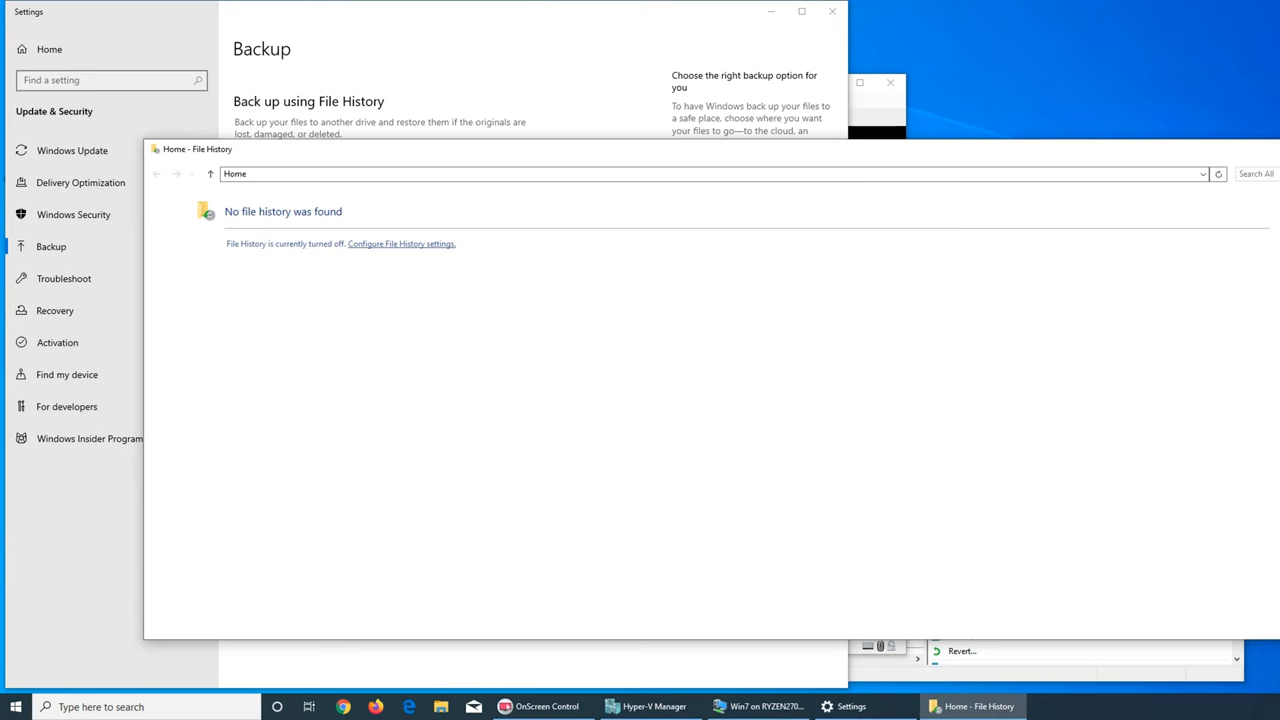 Settings
Home
Find a setting
Update & Security
Windows Update
Delivery Optimization
Windows Security
Backup
Troubleshoot
Recovery
Activation
Find my device
For developers
Windows Insider Program
Backup
Back up using File History
Back up your files to another drive and restore them if the originals are
lost, damaged, or deleted.
Choose the right backup option for
you
To have Windows back up your files to
a safe place, choose where you want
your files to go—to the cloud, an
Home - File History
Home
Search All
No file history was found
File History is currently turned off. Configure File History settings.
Revert...
Type here to search
OnScreen Control
Hyper-V Manager
Win7 on RYZEN270...
Settings
Home - File History